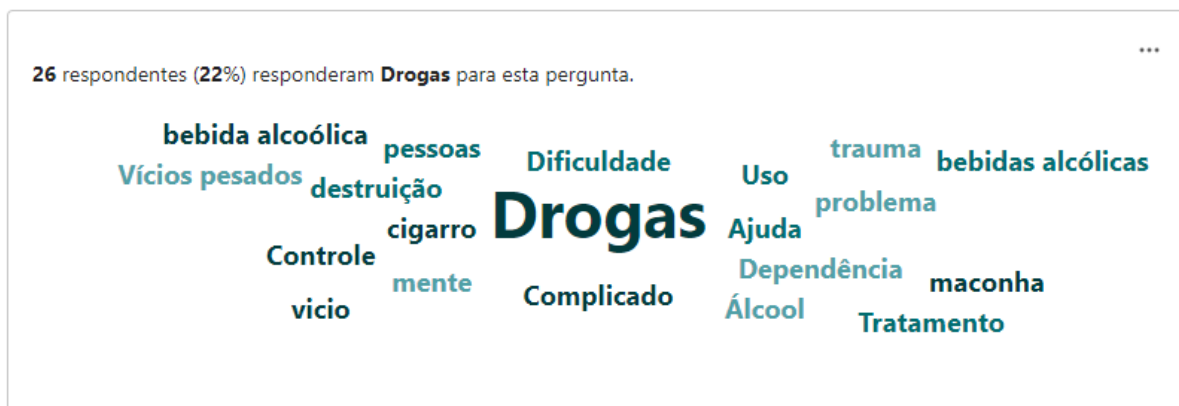 ...
26 respondentes (22%) responderam Drogas para esta pergunta.
bebida alcoólica
pessoas
Dificuldade
trauma
bebidas alcólicas
Vícios pesados
destruição
Uso
problema
cigarro
Drogas
Ajuda
Controle
mente
Complicado
Dependência
maconha
vicio
Álcool
Tratamento